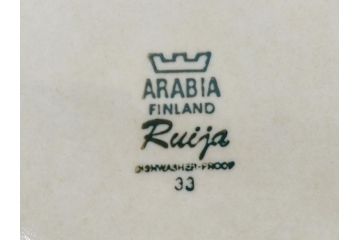 ARABIA
FINLAND
Ruija
DISHWASHER-PROOF
33